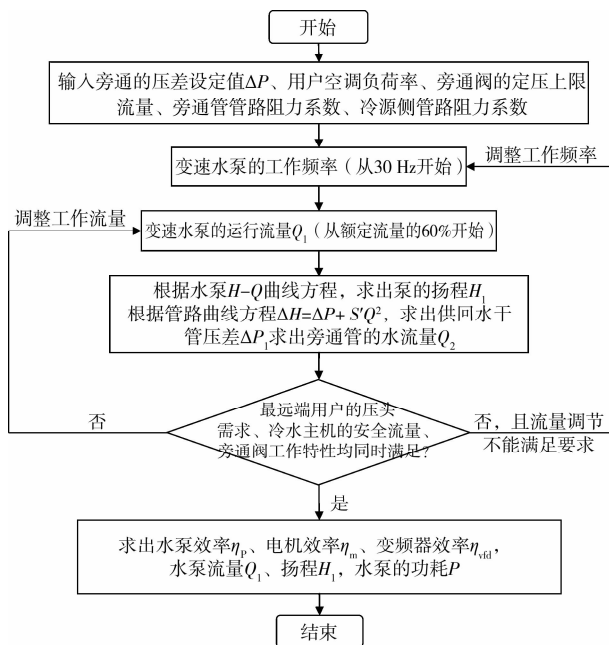 开始
输入旁通的压差设定值ΔP、用户空调负荷率、旁通阀的定压上限
流量、旁通管管路阻力系数、冷源侧管路阻力系数
变速水泵的工作频率（从30 Hz开始）
调整工作频率
调整工作流量
变速水泵的运行流量Q₁（从额定流量的60%开始）
根据水泵H-Q曲线方程，求出泵的扬程H₁
根据管路曲线方程ΔH=ΔP+ S′Q²，求出供回水干
管压差ΔP₁求出旁通管的水流量Q₂
否
最远端用户的压头
需求、冷水主机的安全流量、
旁通阀工作特性均同时满足？
否，且流量调节
不能满足要求
是
求出水泵效率ηP、电机效率ηm、变频器效率ηvfd，
水泵流量Q₁、扬程H₁，水泵的功耗P
结束